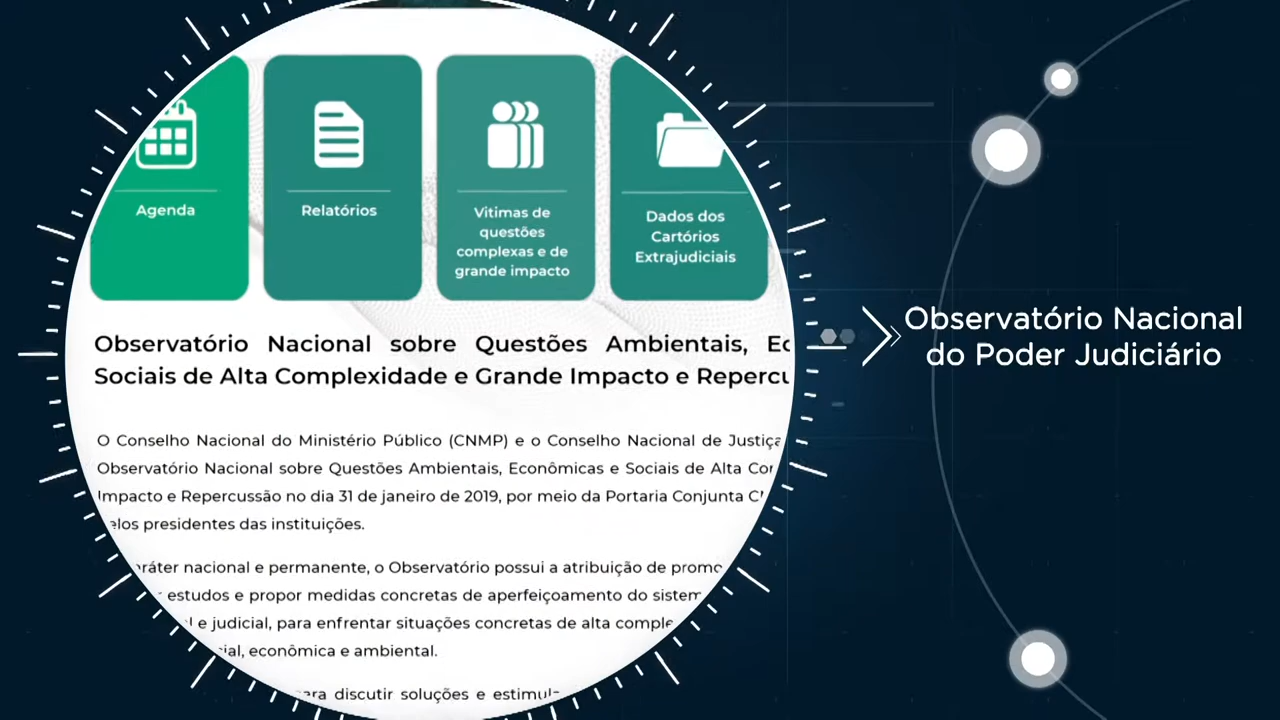 Agenda
Relatórios
Vitimas de
questões
complexas e de
grande impacto
Dados dos
Cartórios
Extrajudiciais
Observatório Nacional sobre Questões Ambientais,
Sociais de Alta Complexidade e Grande Impacto e
O Conselho Nacional do Ministério Público (CNMP) e o Conselho Nacional de Justiça
Observatório Nacional sobre Questões Ambientais, Econômicas e Sociais de Alta
Impacto e Repercussão no dia 31 de janeiro de 2019, por meio da Portaria Conjunta
pelos presidentes das instituições.
nacional e permanente, o Observatório possui a atribuição de
estudos e propor medidas concretas de aperfeiçoamento do
e judicial, para enfrentar situações concretas de alta
econômica e ambiental.
para discutir soluções e
Observatório Nacional
do Poder Judiciário